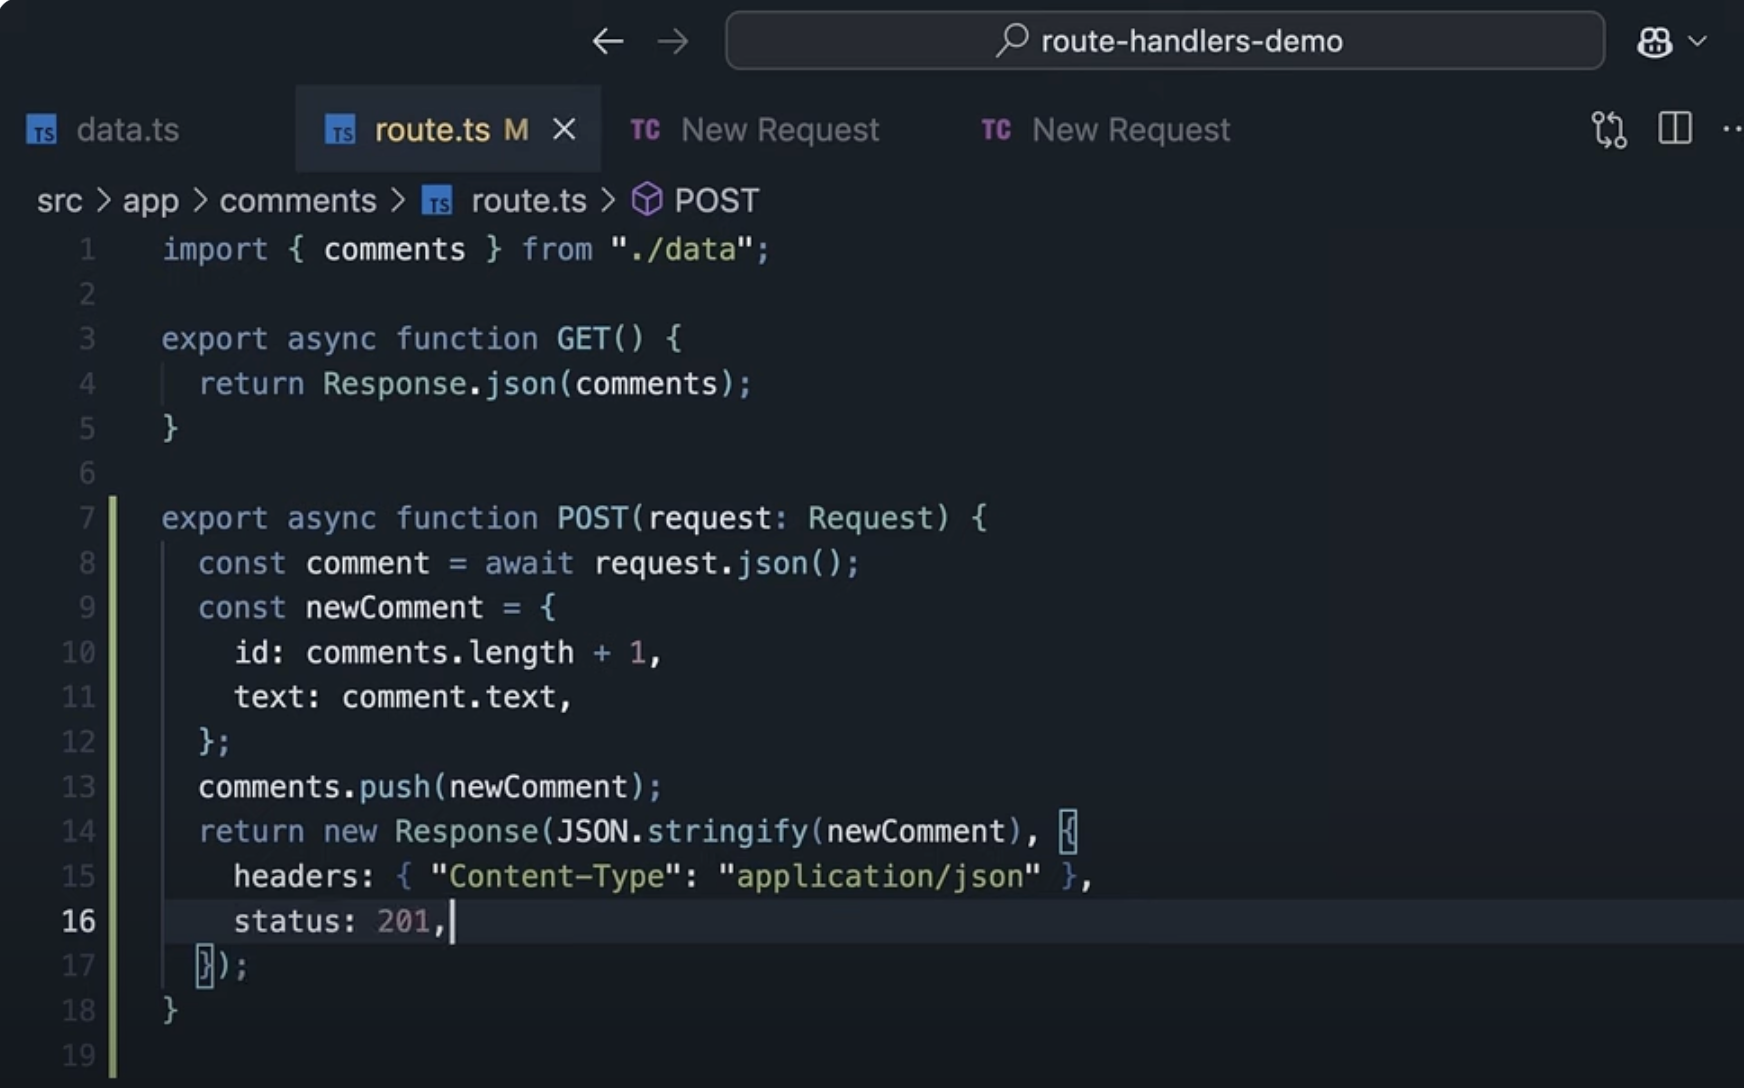 route-handlers-demo
TS data.ts TS route.ts M TC New Request TC New Request
src > app > comments > TS route.ts > POST
1 import { comments } from "./data";
2
3 export async function GET() {
4   return Response.json(comments);
5 }
6
7 export async function POST(request: Request) {
8   const comment = await request.json();
9   const newComment = {
10     id: comments.length + 1,
11     text: comment.text,
12   };
13   comments.push(newComment);
14   return new Response(JSON.stringify(newComment), {
15     headers: { "Content-Type": "application/json" },
16     status: 201,
17   });
18 }
19